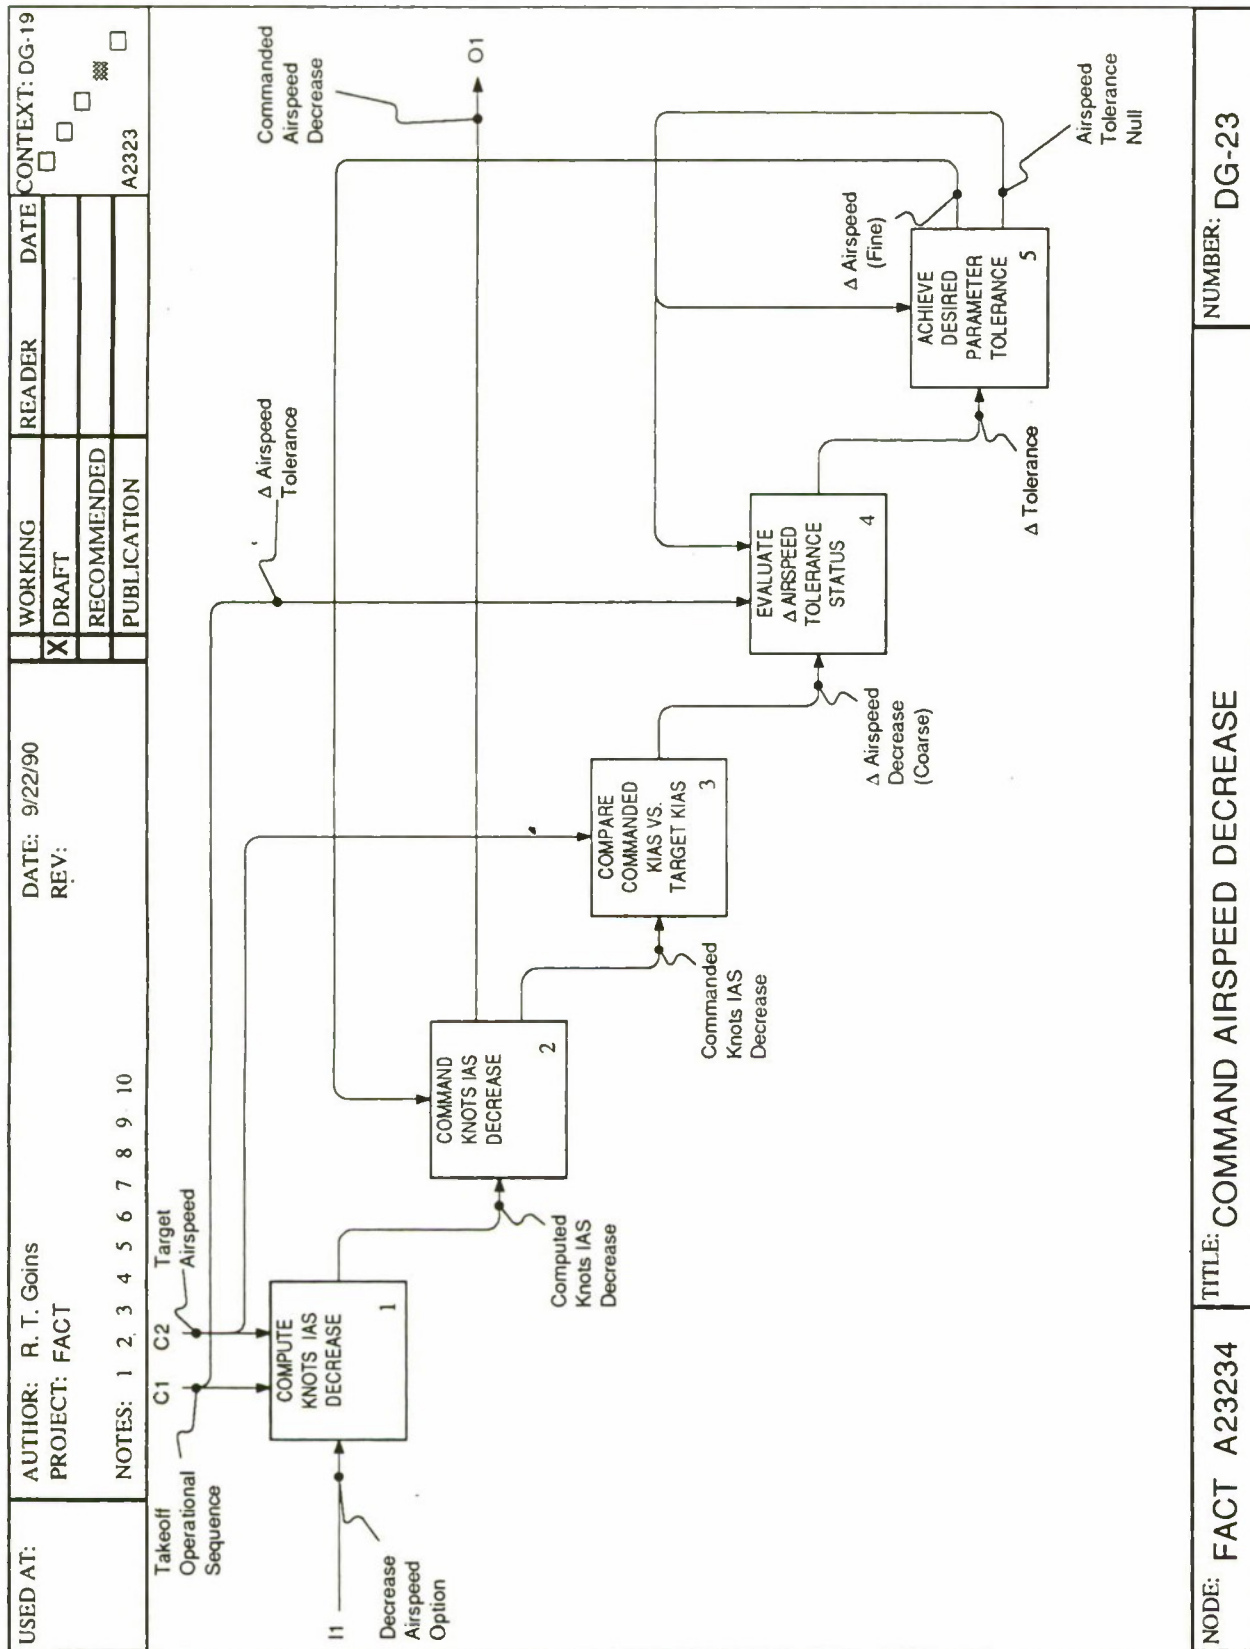 USED AT:
AUTHOR: R. T. Goins
PROJECT: FACT
NOTES: 1 2 3 4 5 6 7 8 9 10
DATE: 9/22/90
REV:
WORKING
X DRAFT
RECOMMENDED
PUBLICATION
READER
DATE
CONTEXT: DG-19
A2323
Takeoff
Operational
Sequence
C1
C2
Target
Airspeed
I1
Decrease
Airspeed
Option
COMPUTE
KNOTS IAS
DECREASE
1
Computed
Knots IAS
Decrease
COMMAND
KNOTS IAS
DECREASE
2
Commanded
Knots IAS
Decrease
COMPARE
COMMANDED
KIAS VS.
TARGET KIAS
3
Δ Airspeed
Decrease
(Coarse)
Δ Airspeed
Tolerance
EVALUATE
Δ AIRSPEED
TOLERANCE
STATUS
4
Δ Tolerance
ACHIEVE
DESIRED
PARAMETER
TOLERANCE
5
Δ Airspeed
(Fine)
Airspeed
Tolerance
Null
Commanded
Airspeed
Decrease
O1
NODE: FACT A23234
TITLE: COMMAND AIRSPEED DECREASE
NUMBER: DG-23